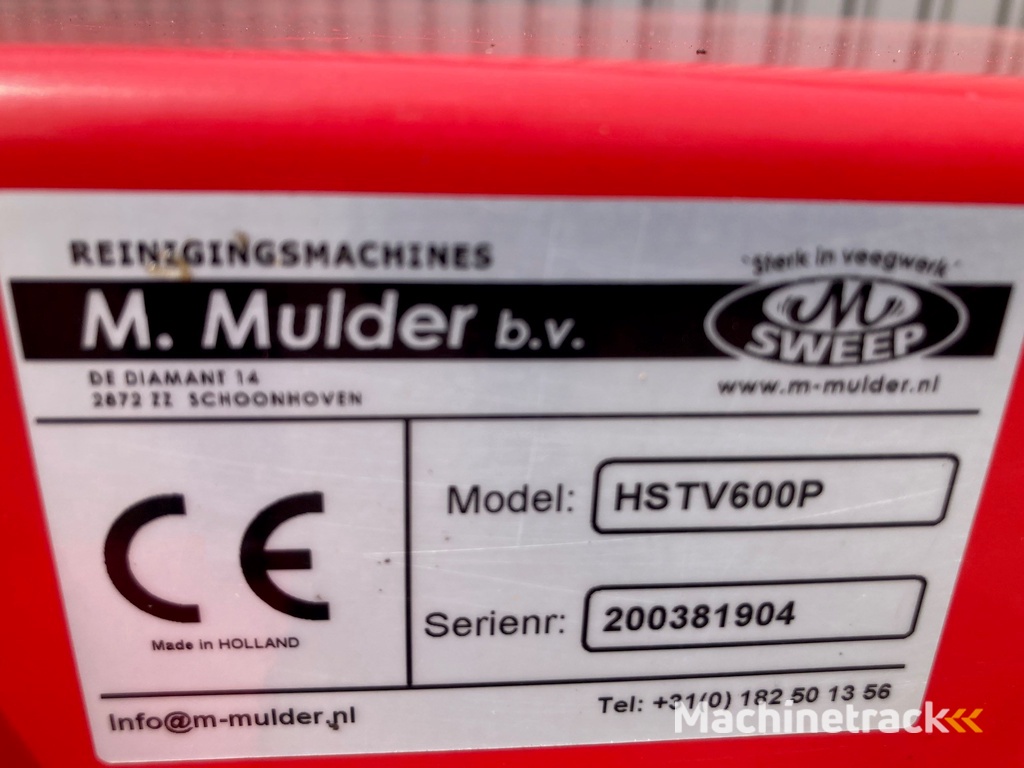 REINIGINGSMACHINES
M. Mulder b.v.
DE DIAMANT 14
2872 ZZ SCHOONHOVEN
"Sterk in veegwerk"
M
SWEEP
www.m-mulder.nl
CE
Made in HOLLAND
Model: HSTV600P
Serienr: 200381904
Info@m-mulder.nl
Tel: +31(0) 182 50 13 56
Machinetrack